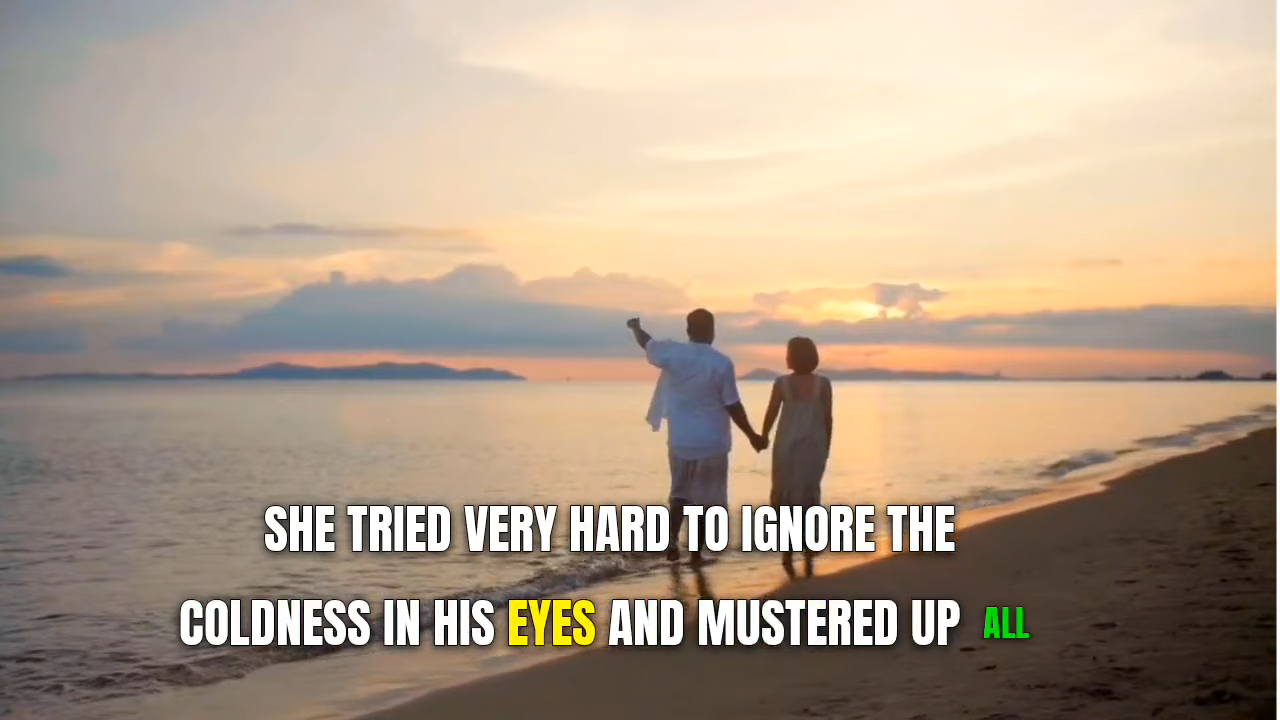 SHE TRIED VERY HARD TO IGNORE THE
COLDNESS IN HIS EYES AND MUSTERED UP ALL